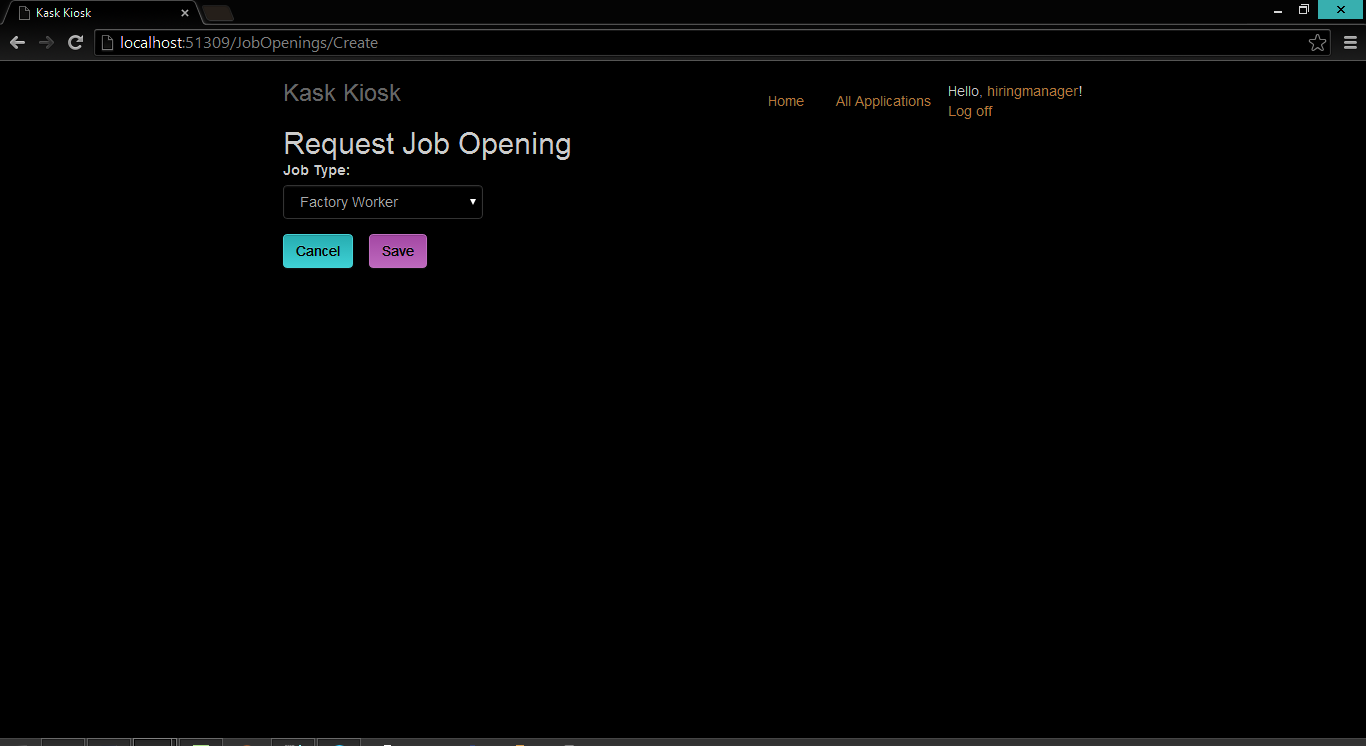 Kask Kiosk
localhost:51309/JobOpenings/Create
Kask Kiosk
Home
All Applications
Hello, hiringmanager!
Log off
Request Job Opening
Job Type:
Factory Worker
Cancel
Save